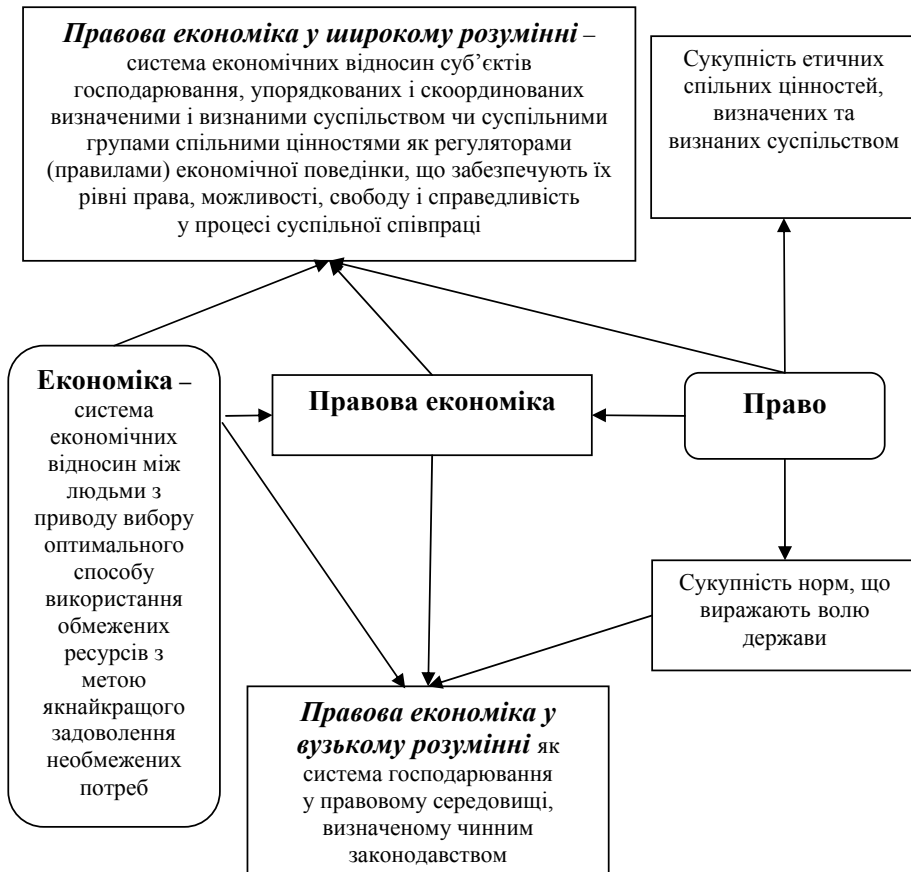 Правова економіка у широкому розумінні –
система економічних відносин суб’єктів
господарювання, упорядкованих і скоординованих
визначеними і визнаними суспільством чи суспільними
групами спільними цінностями як регуляторами
(правилами) економічної поведінки, що забезпечують їх
рівні права, можливості, свободу і справедливість
у процесі суспільної співпраці
Сукупність етичних
спільних цінностей,
визначених та
визнаних суспільством
Економіка –
система
економічних
відносин між
людьми з
приводу вибору
оптимального
способу
використання
обмежених
ресурсів з
метою
якнайкращого
задоволення
необмежених
потреб
Правова економіка
Право
Сукупність норм, що
виражають волю
держави
Правова економіка у
вузькому розумінні як
система господарювання
у правовому середовищі,
визначеному чинним
законодавством